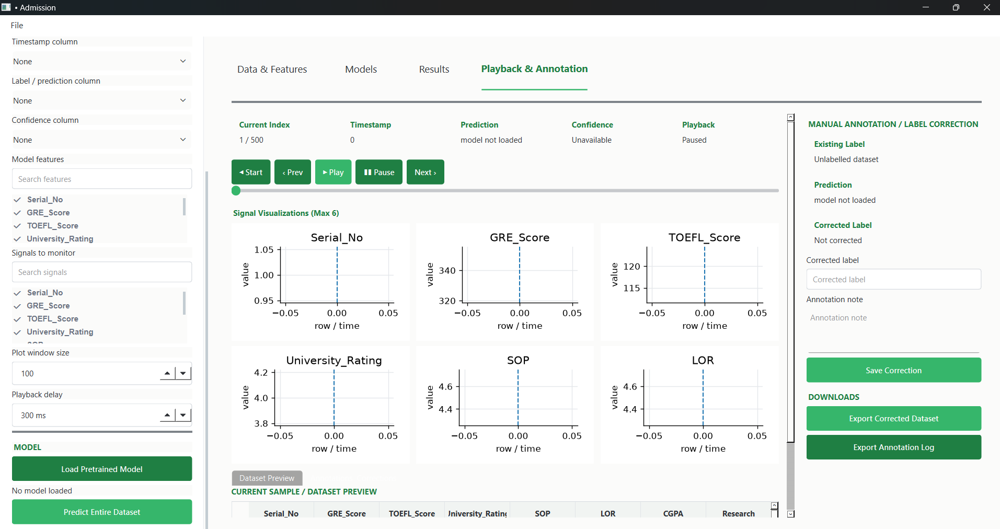 • Admission
File
Timestamp column
None
Label / prediction column
None
Confidence column
None
Model features
Search features
Serial_No
GRE_Score
TOEFL_Score
University_Rating
Signals to monitor
Search signals
Serial_No
GRE_Score
TOEFL_Score
University_Rating
Plot window size
100
Playback delay
300 ms
MODEL
Load Pretrained Model
No model loaded
Predict Entire Dataset
Data & Features Models Results Playback & Annotation
Current Index Timestamp Prediction Confidence Playback
1 / 500 0 model not loaded Unavailable Paused
Start ‹ Prev Play Pause Next ›
Signal Visualizations (Max 6)
Serial_No
value
1.05
1.00
0.95
−0.05 0.00 0.05
row / time
GRE_Score
value
340
320
−0.05 0.00 0.05
row / time
TOEFL_Score
value
120
115
−0.05 0.00 0.05
row / time
University_Rating
value
4.2
4.0
3.8
−0.05 0.00 0.05
row / time
SOP
value
4.6
4.4
−0.05 0.00 0.05
row / time
LOR
value
4.6
4.4
−0.05 0.00 0.05
row / time
Dataset Preview
CURRENT SAMPLE / DATASET PREVIEW
Serial_No GRE_Score TOEFL_Score University_Rating SOP LOR CGPA Research
MANUAL ANNOTATION / LABEL CORRECTION
Existing Label
Unlabelled dataset
Prediction
model not loaded
Corrected Label
Not corrected
Corrected label
Corrected label
Annotation note
Annotation note
Save Correction
DOWNLOADS
Export Corrected Dataset
Export Annotation Log